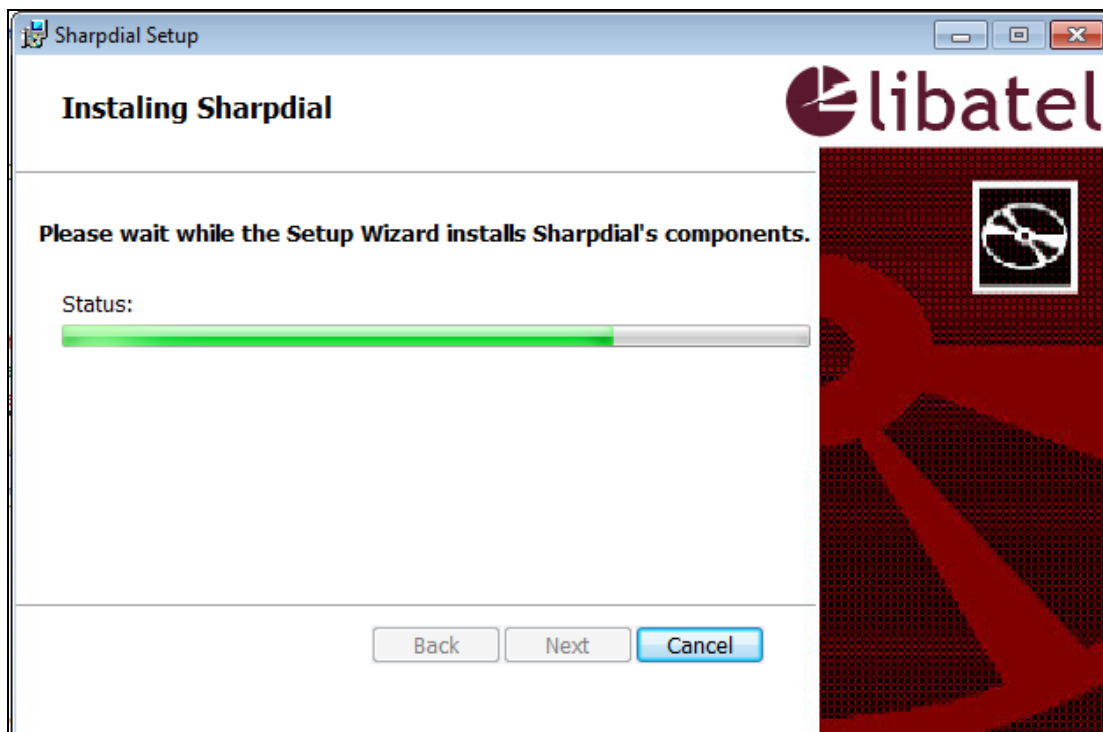 Sharpdial Setup
Instaling Sharpdial
libatel
Please wait while the Setup Wizard installs Sharpdial's components.
Status:
Back
Next
Cancel